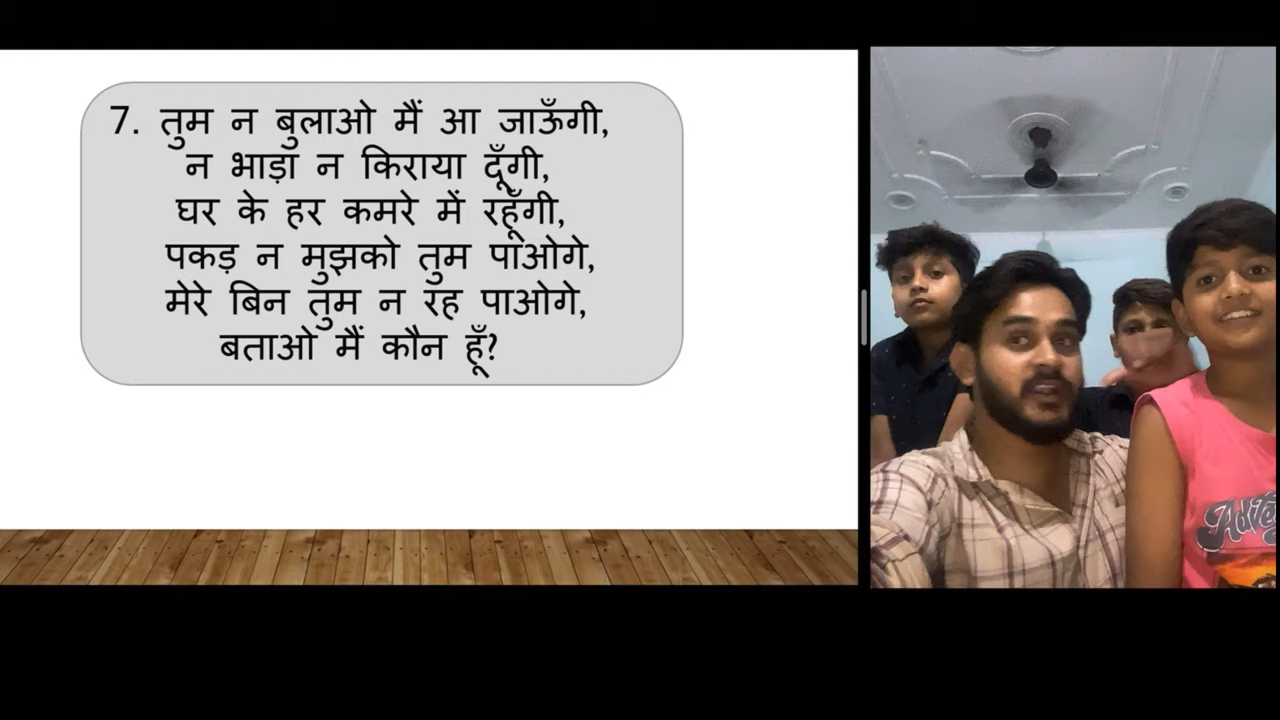 7. तुम न बुलाओ मैं आ जाऊँगी,
न भाड़ा न किराया दूँगी,
घर के हर कमरे में रहूँगी,
पकड़ न मुझको तुम पाओगे,
मेरे बिन तुम न रह पाओगे,
बताओ मैं कौन हूँ?